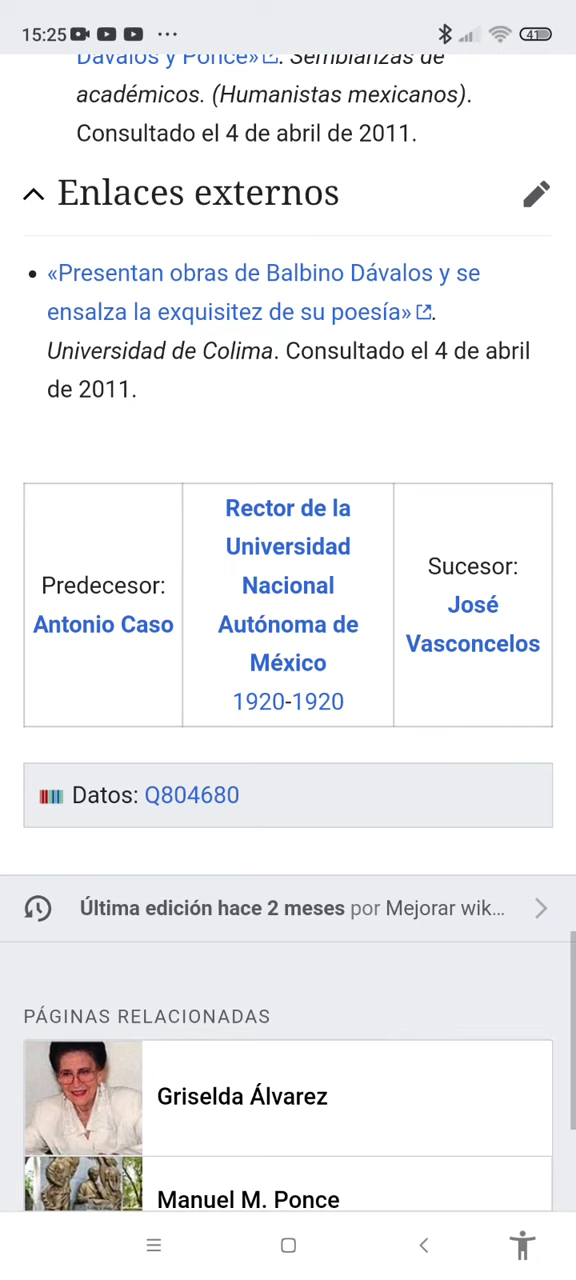 15:25 ... 41
Dávalos y Ponce». Semblanzas de
académicos. (Humanistas mexicanos).
Consultado el 4 de abril de 2011.
Enlaces externos
• «Presentan obras de Balbino Dávalos y se
ensalza la exquisitez de su poesía».
Universidad de Colima. Consultado el 4 de abril
de 2011.
Predecesor:
Antonio Caso
Rector de la
Universidad
Nacional
Autónoma de
México
1920-1920
Sucesor:
José
Vasconcelos
Datos: Q804680
Última edición hace 2 meses por Mejorar wik...
PÁGINAS RELACIONADAS
Griselda Álvarez
Manuel M. Ponce